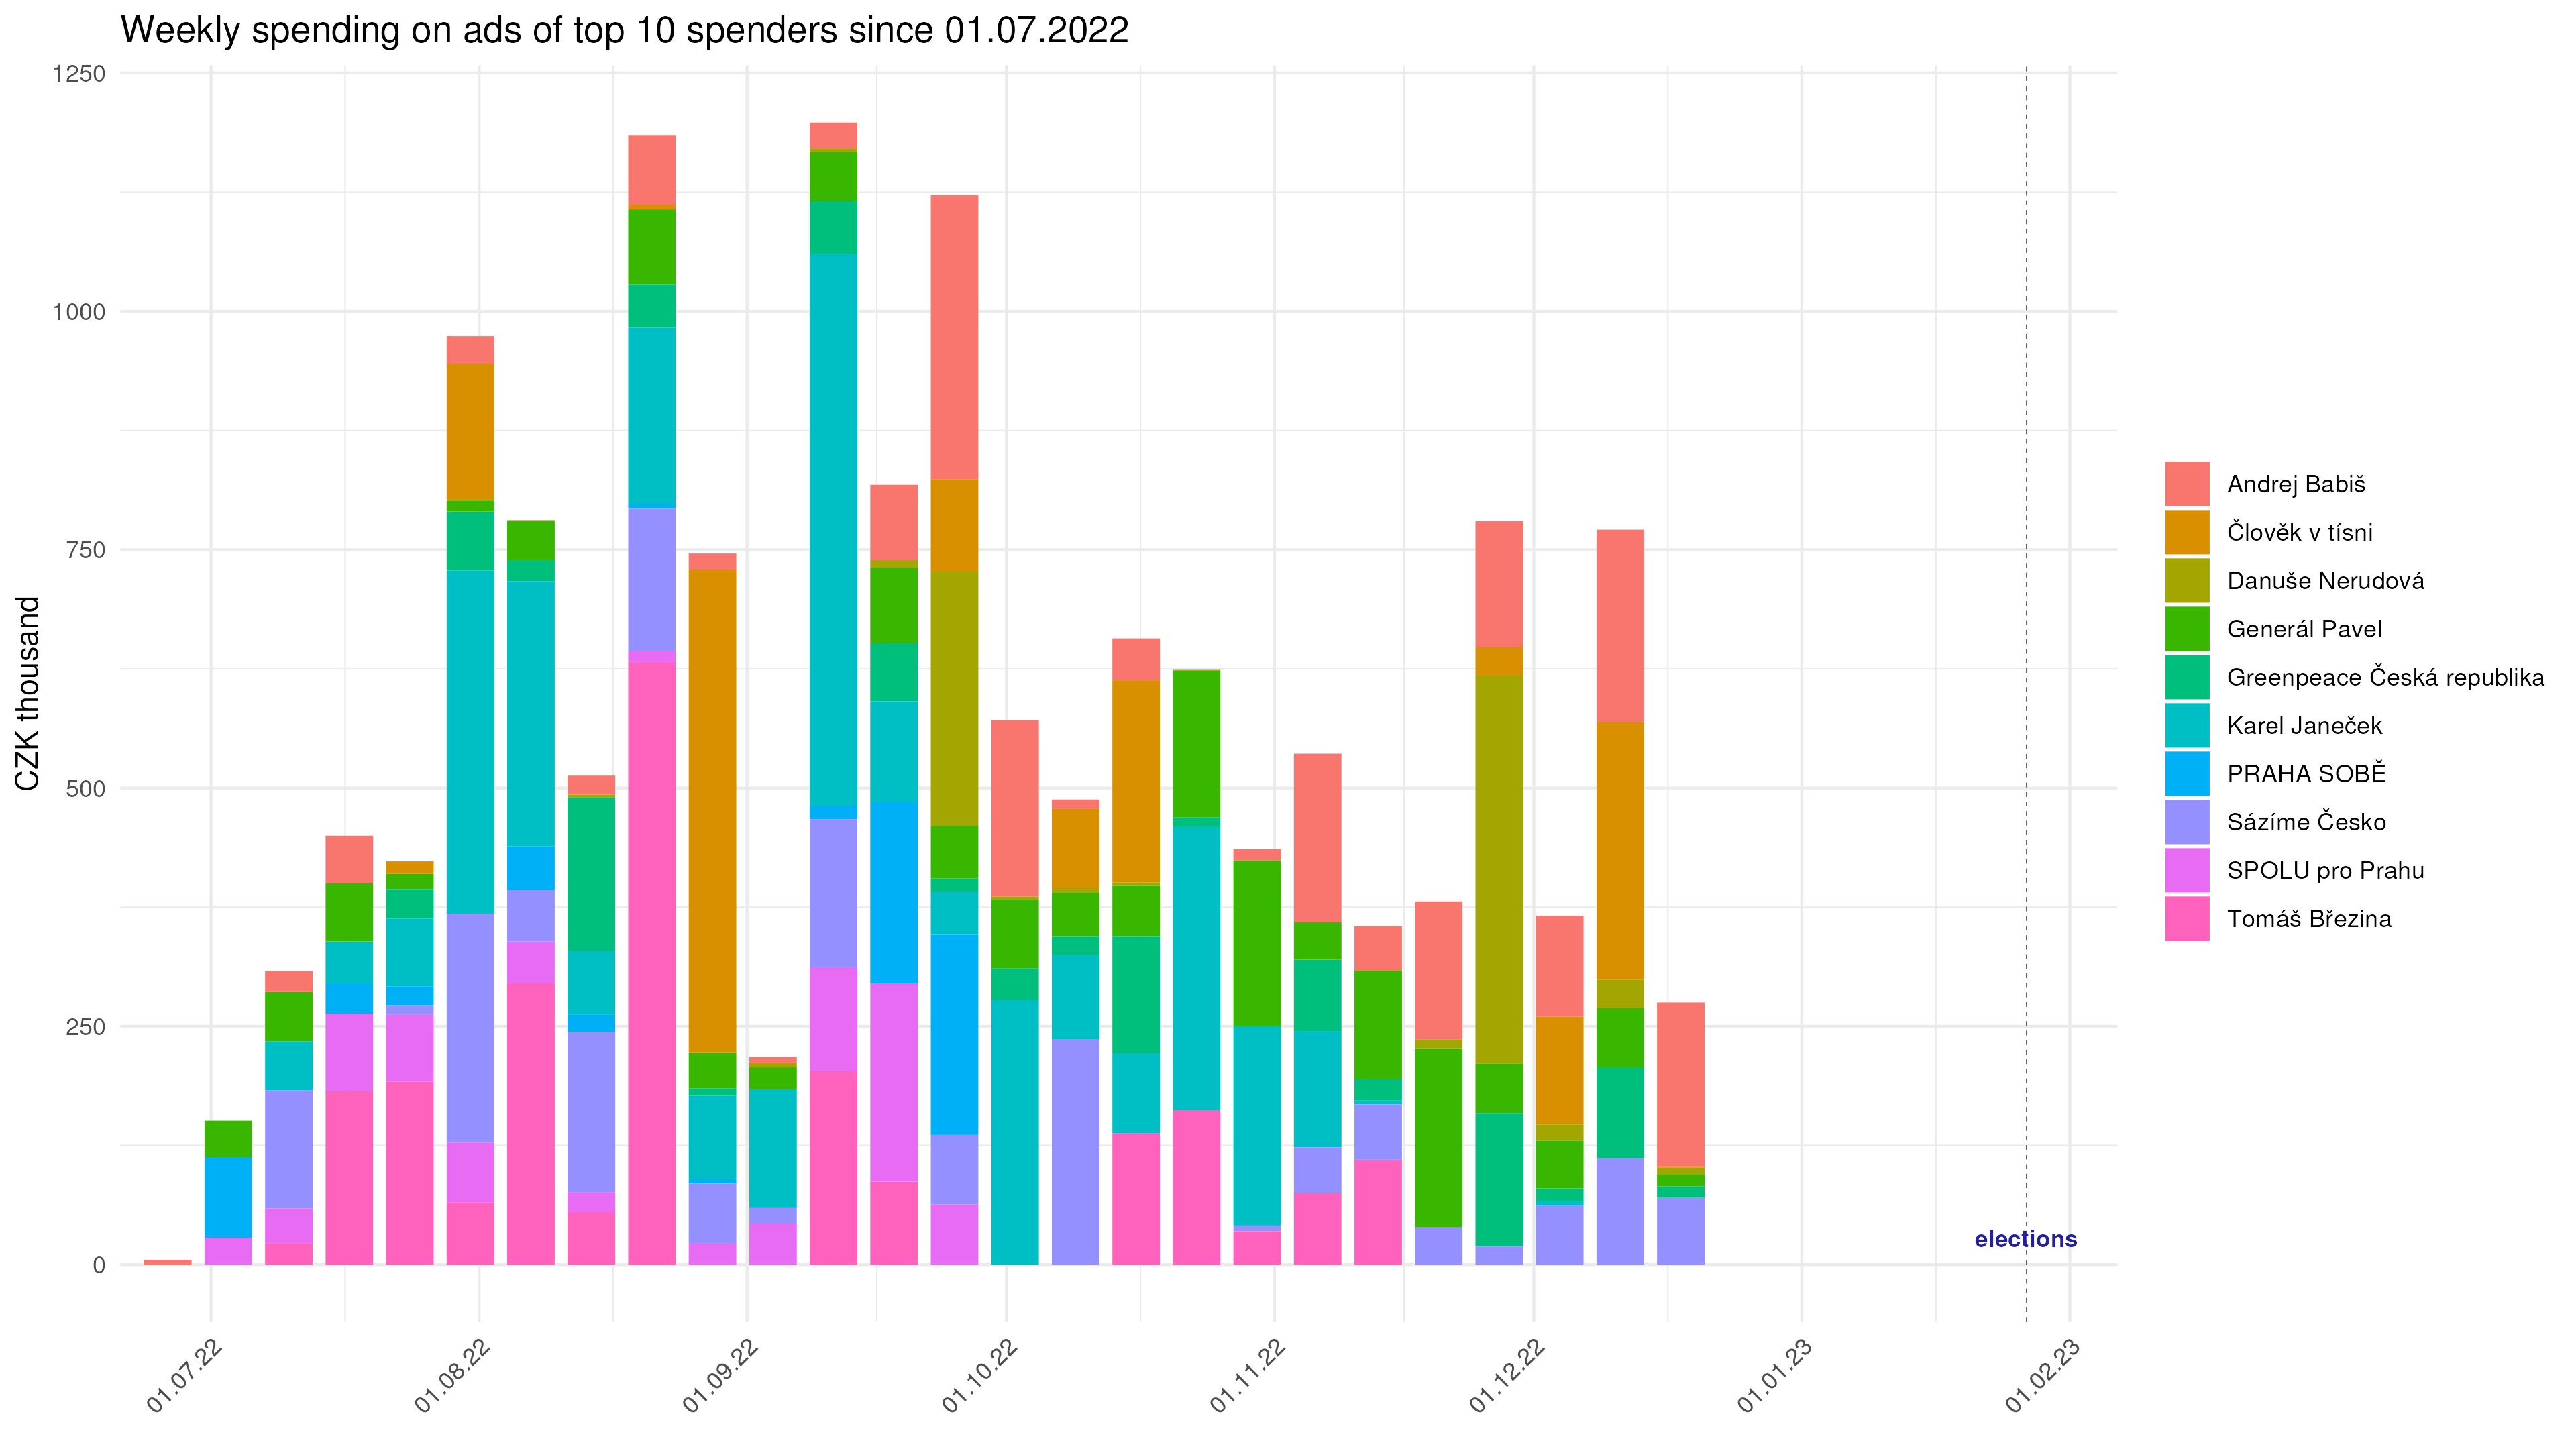 Weekly spending on ads of top 10 spenders since 01.07.2022
CZK thousand
1250
1000
750
500
250
0
01.07.22
01.08.22
01.09.22
01.10.22
01.11.22
01.12.22
01.01.23
01.02.23
elections
Andrej Babiš
Člověk v tísni
Danuše Nerudová
Generál Pavel
Greenpeace Česká republika
Karel Janeček
PRAHA SOBĚ
Sázíme Česko
SPOLU pro Prahu
Tomáš Březina